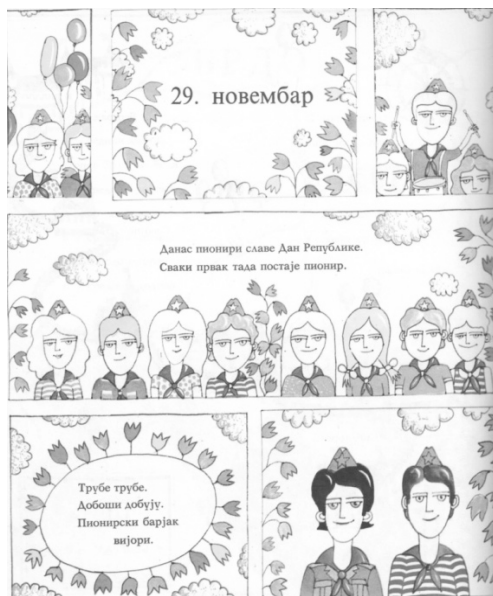 29. новембар
Данас пионири славе Дан Републике.
Сваки првак тада постаје пионир.
Трубе трубе.
Добоши добују.
Пионирски барјак
вијори.